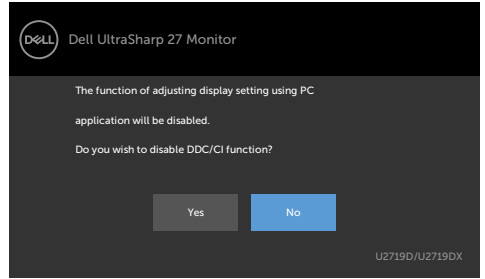 DELL
Dell UltraSharp 27 Monitor
The function of adjusting display setting using PC
application will be disabled.
Do you wish to disable DDC/CI function?
Yes
No
U2719D/U2719DX